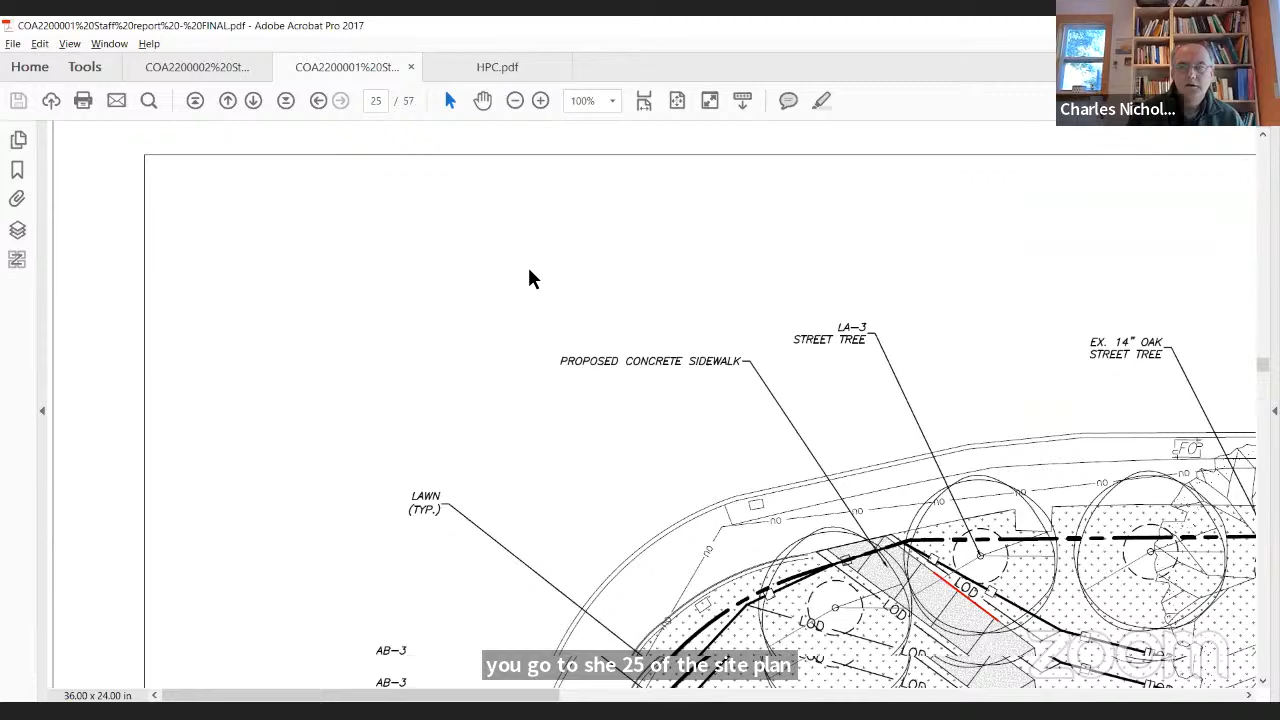 COA2200001%20Staff%20report%20-%20FINAL.pdf - Adobe Acrobat Pro 2017
File Edit View Window Help
Home Tools COA2200002%20St... COA2200001%20St... × HPC.pdf
25 / 57 100%
Charles Nichol...
LA-3
STREET TREE
EX. 14" OAK
STREET TREE
PROPOSED CONCRETE SIDEWALK
LAWN
(TYP.)
LOD
LOD
LOD
AB-3
AB-3
zoom
you go to she 25 of the site plan
36.00 x 24.00 in